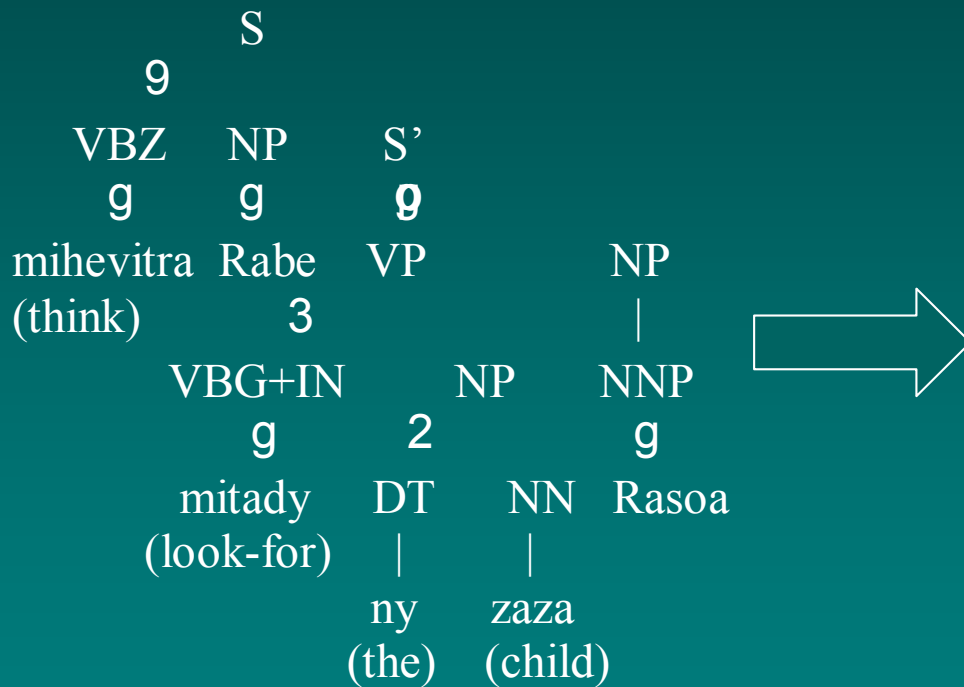 S
9
VBZ NP S’
g g g
mihevitra Rabe VP NP
(think) 3 |
VBG+IN NP NNP
g 2 g
mitady DT NN Rasoa
(look-for) | |
ny zaza
(the) (child)